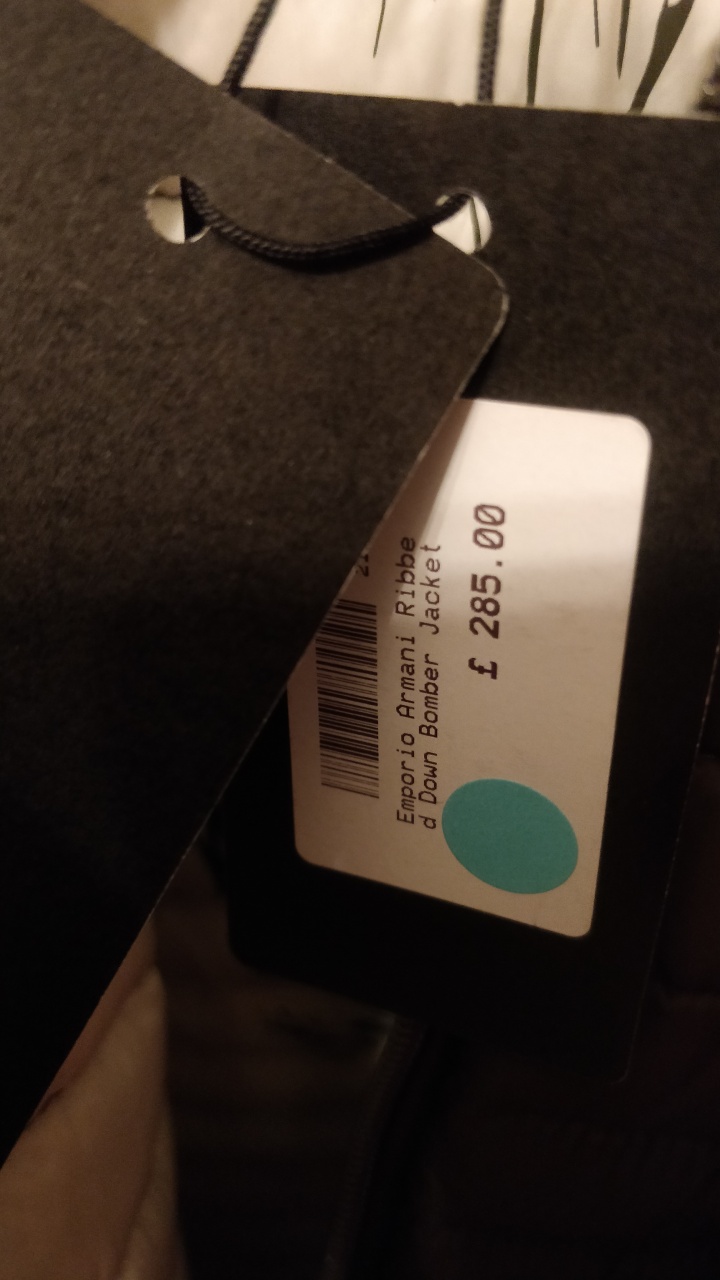 Emporio Armani Ribbe
d Down Bomber Jacket
£ 285.00